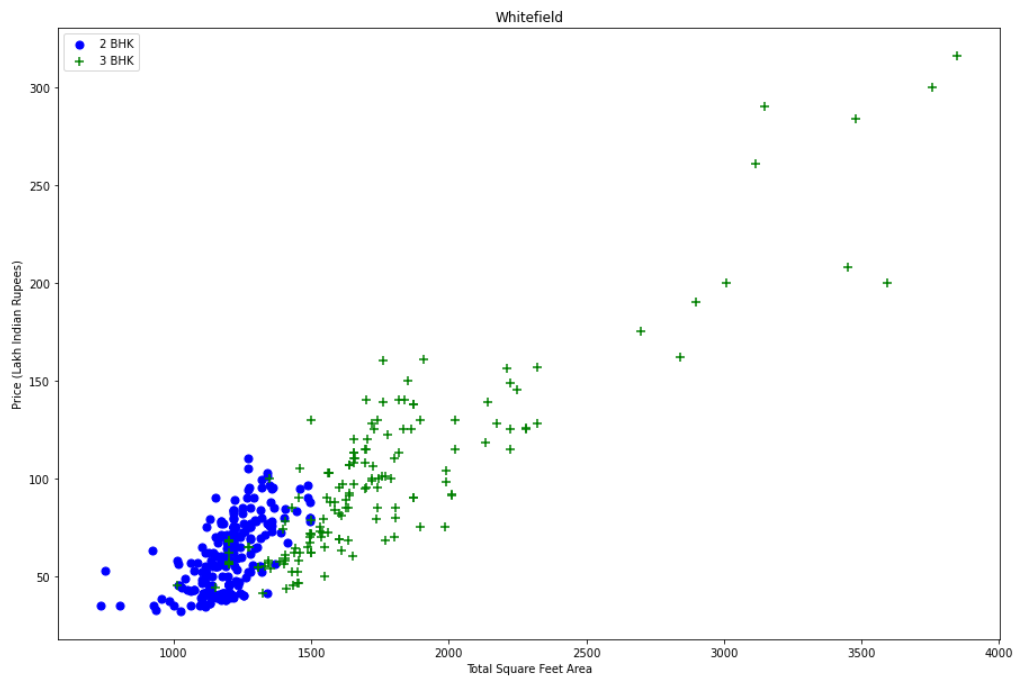 Whitefield
2 BHK
3 BHK
300
250
200
150
100
50
Price (Lakh Indian Rupees)
1000 1500 2000 2500 3000 3500 4000
Total Square Feet Area